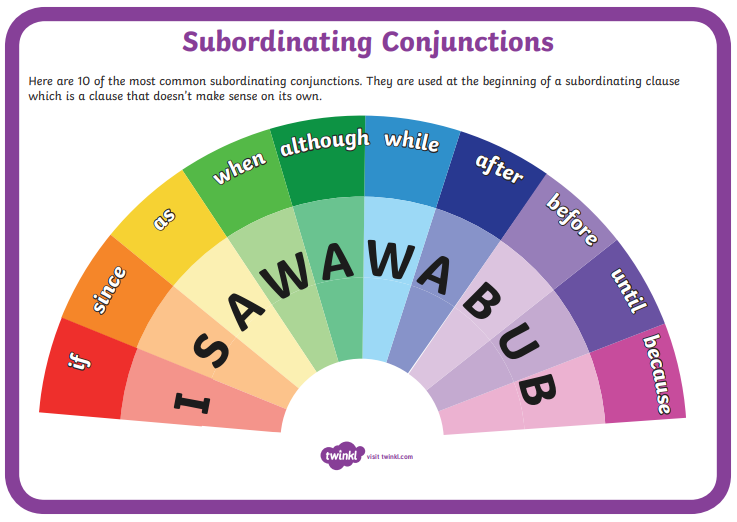 Subordinating Conjunctions
Here are 10 of the most common subordinating conjunctions. They are used at the beginning of a subordinating clause
which is a clause that doesn't make sense on its own.
if
since
as
when
although
while
after
before
until
because
I
S
A
W
A
W
A
B
U
B
twinkl
visit twinkl.com